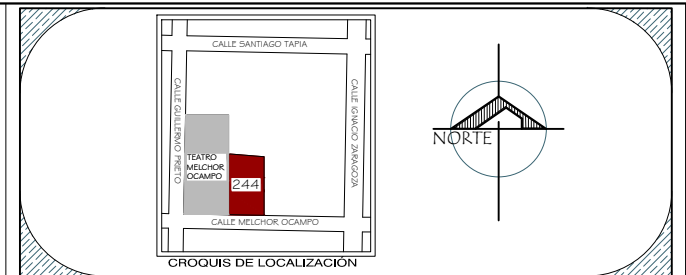 CALLE SANTIAGO TAPIA
CALLE GUILLERMO PRIETO
CALLE IGNACIO ZARAGOZA
TEATRO
MELCHOR
OCAMPO
244
CALLE MELCHOR OCAMPO
CROQUIS DE LOCALIZACIÓN
NORTE